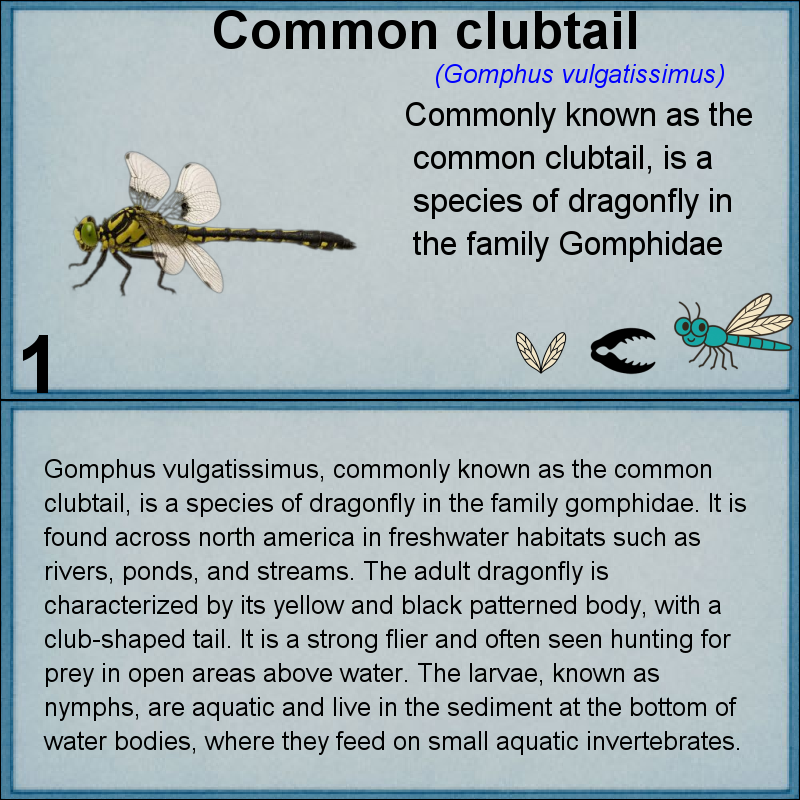 Common clubtail
(Gomphus vulgatissimus)
Commonly known as the
common clubtail, is a
species of dragonfly in
the family Gomphidae
1
Gomphus vulgatissimus, commonly known as the common
clubtail, is a species of dragonfly in the family gomphidae. It is
found across north america in freshwater habitats such as
rivers, ponds, and streams. The adult dragonfly is
characterized by its yellow and black patterned body, with a
club-shaped tail. It is a strong flier and often seen hunting for
prey in open areas above water. The larvae, known as
nymphs, are aquatic and live in the sediment at the bottom of
water bodies, where they feed on small aquatic invertebrates.